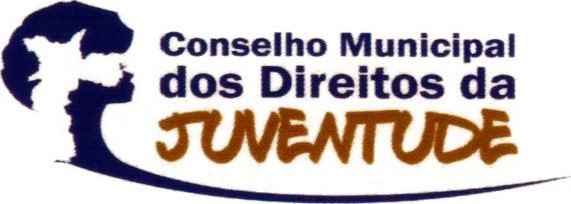 Conselho Municipal
dos Direitos da
JUVENTUDE